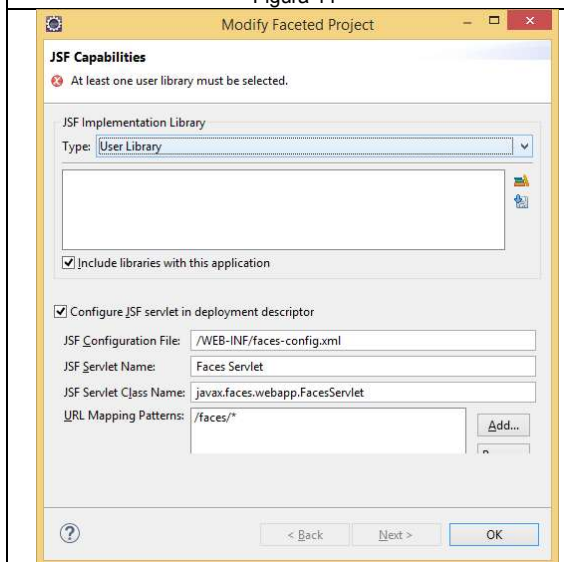 Modify Faceted Project
JSF Capabilities
At least one user library must be selected.
JSF Implementation Library
Type: User Library
Include libraries with this application
Configure JSF servlet in deployment descriptor
JSF Configuration File: /WEB-INF/faces-config.xml
JSF Servlet Name: Faces Servlet
JSF Servlet Class Name: javax.faces.webapp.FacesServlet
URL Mapping Patterns: /faces/*
Add...
< Back Next > OK